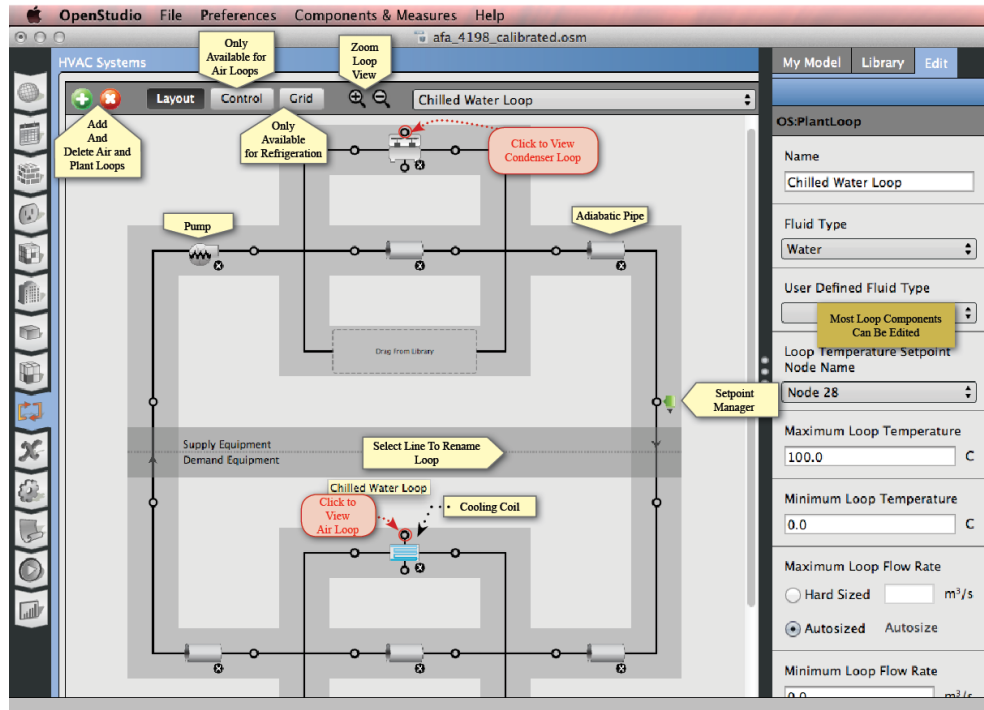 OpenStudio File Preferences Components & Measures Help
afa_4198_calibrated.osm
HVAC Systems
Only
Available for
Air Loops
Zoom
Loop
View
My Model Library Edit
Layout Control Grid
Chilled Water Loop
Add
And
Delete Air and
Plant Loops
Only
Available
for Refrigeration
Click to View
Condenser Loop
Pump
Adiabatic Pipe
Drag From Library
Setpoint
Manager
Supply Equipment
Demand Equipment
Select Line To Rename
Loop
Chilled Water Loop
Click to
View
Air Loop
Cooling Coil
OS:PlantLoop
Name
Chilled Water Loop
Fluid Type
Water
User Defined Fluid Type
Most Loop Components
Can Be Edited
Loop Temperature Setpoint
Node Name
Node 28
Maximum Loop Temperature
100.0 C
Minimum Loop Temperature
0.0 C
Maximum Loop Flow Rate
Hard Sized m³/s
Autosized Autosize
Minimum Loop Flow Rate
0.0 m³/s